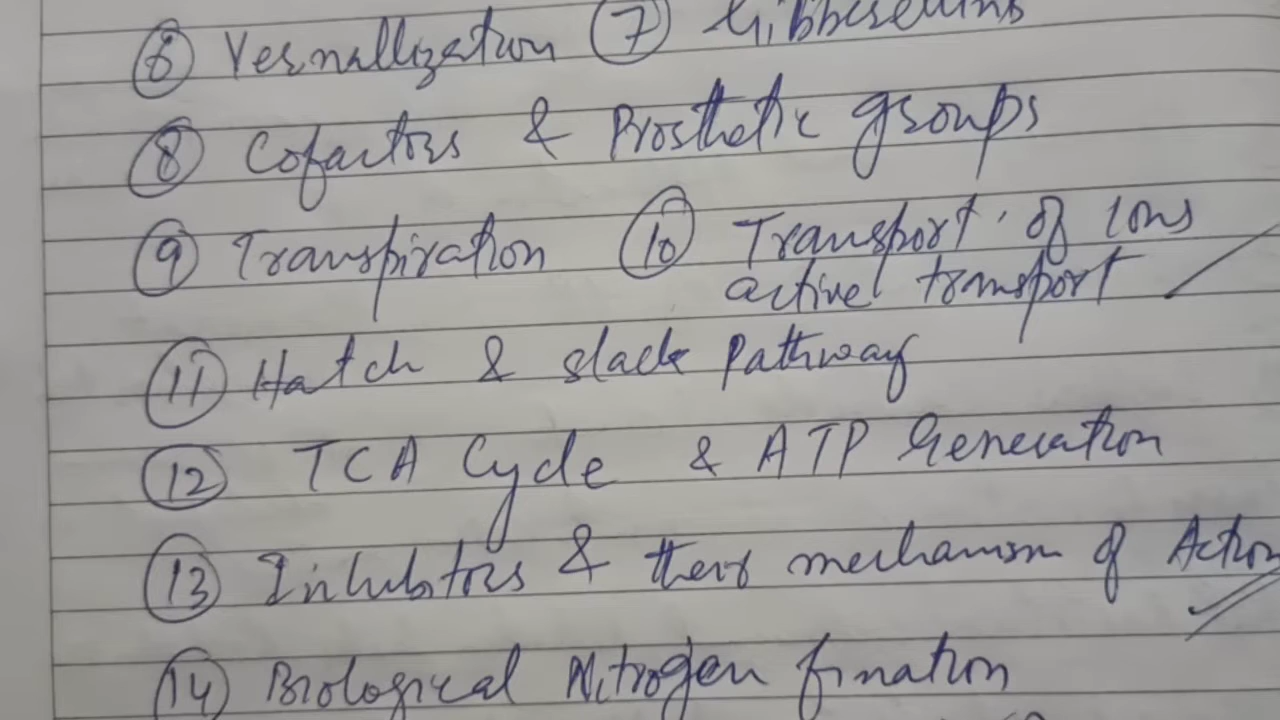 6 Vernallization 7 Gibberellins
8 Cofactors & Prosthetic groups
9 Transpiration 10 Transport of Ions
active transport
11 Hatch & slack Pathway
12 TCA Cycle & ATP Generation
13 Inhibitors & their mechanism of Action
14 Biological Nitrogen fixation